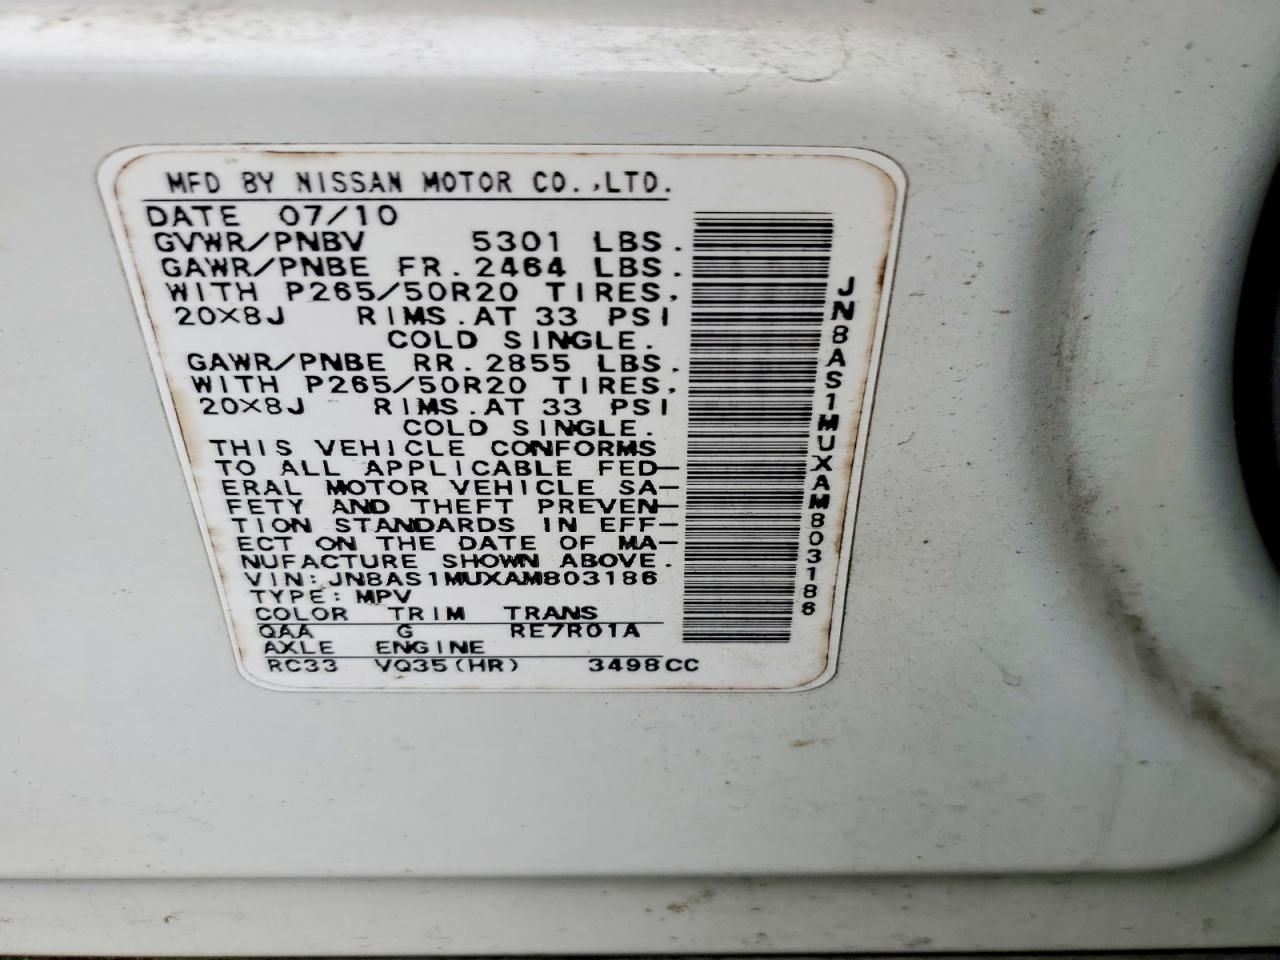 MFD BY NISSAN MOTOR CO.,LTD.
DATE 07/10
GVWR/PNBV 5301 LBS.
GAWR/PNBE FR. 2464 LBS.
WITH P265/50R20 TIRES,
20X8J RIMS.AT 33 PSI
COLD SINGLE.
GAWR/PNBE RR. 2855 LBS.
WITH P265/50R20 TIRES,
20X8J RIMS.AT 33 PSI
COLD SINGLE.
THIS VEHICLE CONFORMS
TO ALL APPLICABLE FED-
ERAL MOTOR VEHICLE SA-
FETY AND THEFT PREVEN-
TION STANDARDS IN EFF-
ECT ON THE DATE OF MA-
NUFACTURE SHOWN ABOVE.
VIN: JN8AS1MUXAM803186
TYPE: MPV
COLOR TRIM TRANS
QAA G RE7R01A
AXLE ENGINE
RC33 VQ35(HR) 3498CC
JN8AS1MUXAM803186